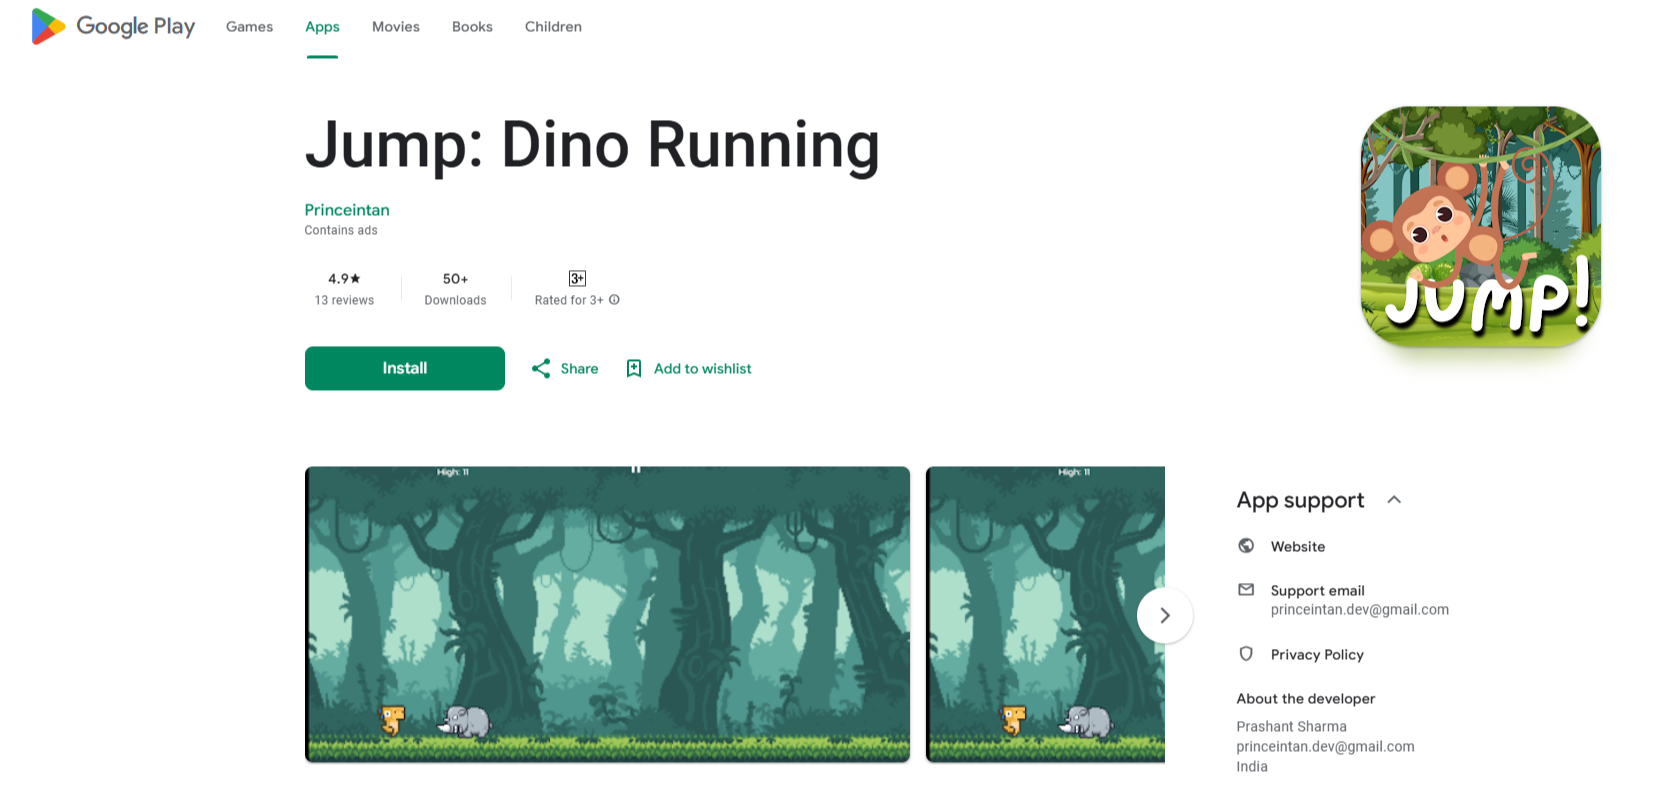 Google Play Games Apps Movies Books Children
Jump: Dino Running
Princeintan
Contains ads
4.9★ 50+ 3+
13 reviews Downloads Rated for 3+
Install Share Add to wishlist
JUMP!
High: 11
High: 11
App support
Website
Support email
princeintan.dev@gmail.com
Privacy Policy
About the developer
Prashant Sharma
princeintan.dev@gmail.com
India